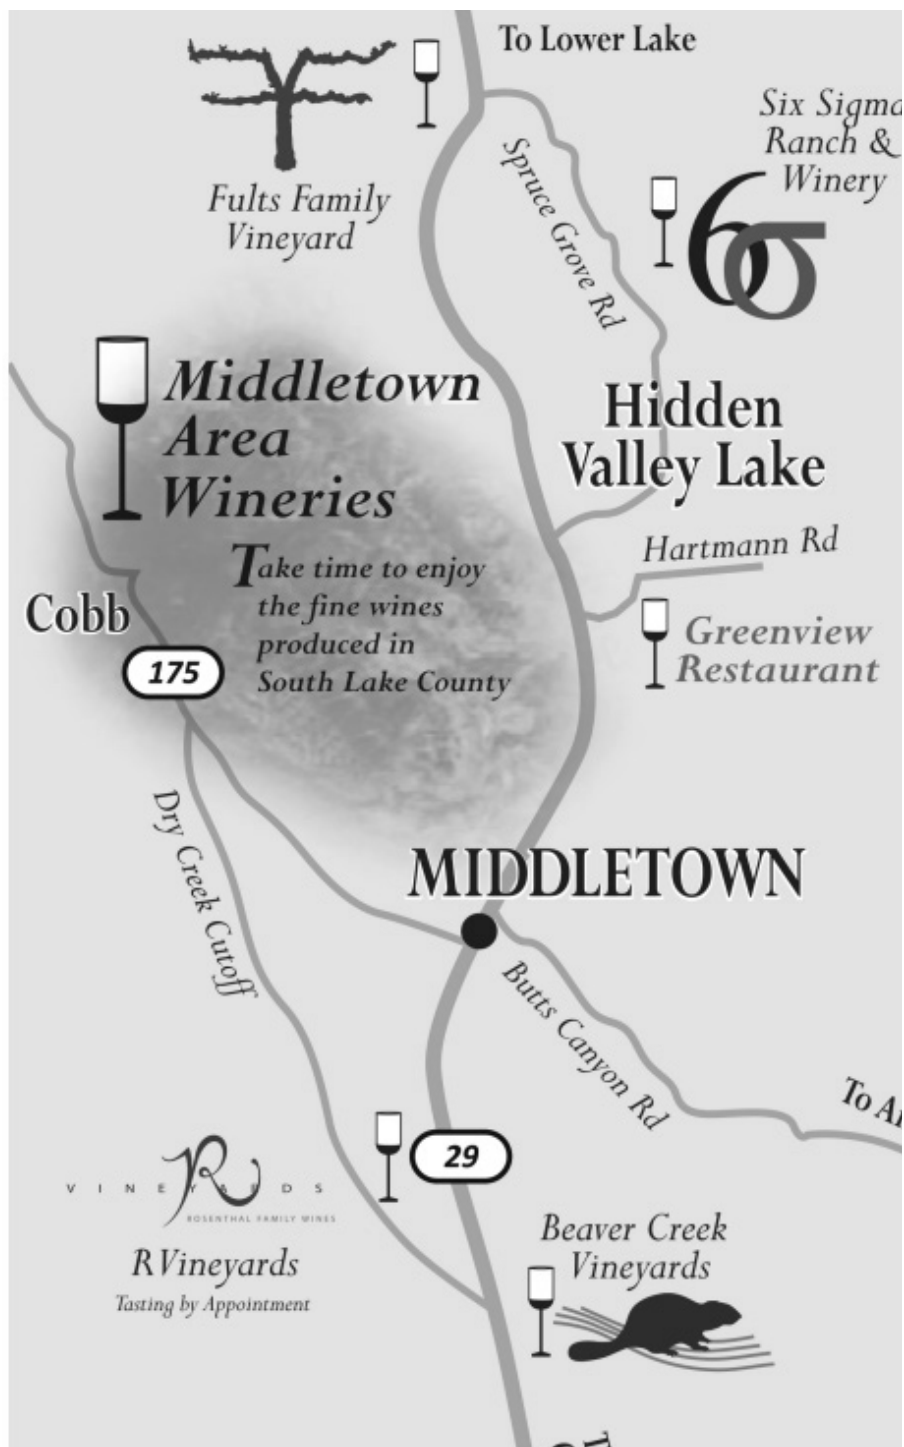 To Lower Lake
Six Sigma
Ranch &
Winery
6σ
Spruce Grove Rd
Fults Family
Vineyard
Middletown
Area
Wineries
Take time to enjoy
the fine wines
produced in
South Lake County
Hidden
Valley Lake
Hartmann Rd
Greenview
Restaurant
Cobb
175
Dry Creek Cutoff
MIDDLETOWN
Butts Canyon Rd
29
R
VINEYARDS
ROSENTHAL FAMILY WINES
R Vineyards
Tasting by Appointment
Beaver Creek
Vineyards
To